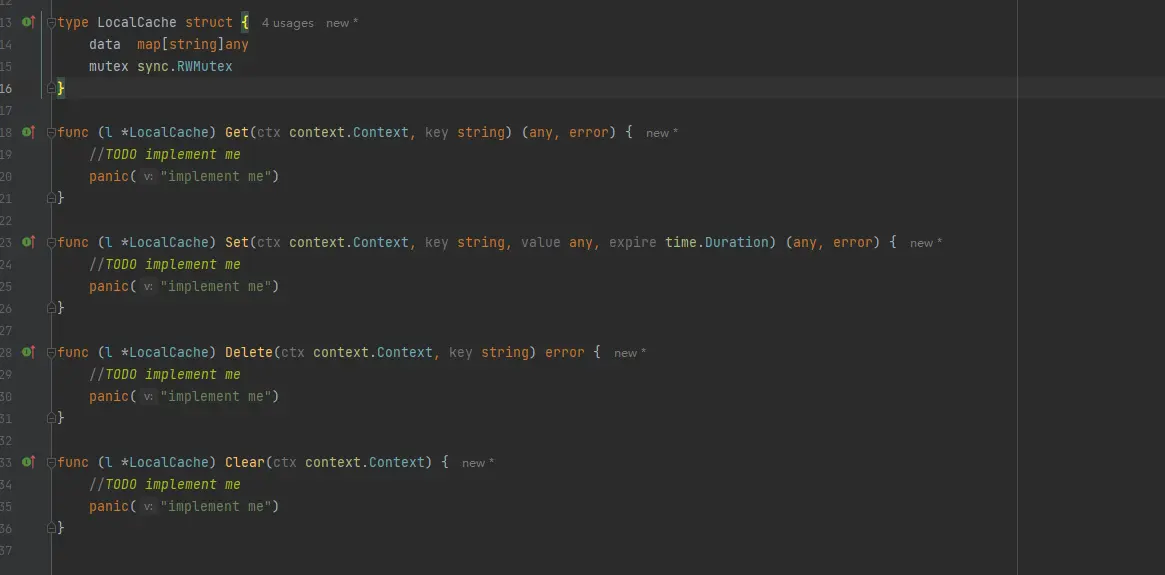 12
13 type LocalCache struct { 4 usages new *
14 data map[string]any
15 mutex sync.RWMutex
16 }
17
18 func (l *LocalCache) Get(ctx context.Context, key string) (any, error) { new *
19 //TODO implement me
20 panic( v: "implement me")
21 }
22
23 func (l *LocalCache) Set(ctx context.Context, key string, value any, expire time.Duration) (any, error) { new *
24 //TODO implement me
25 panic( v: "implement me")
26 }
27
28 func (l *LocalCache) Delete(ctx context.Context, key string) error { new *
29 //TODO implement me
30 panic( v: "implement me")
31 }
32
33 func (l *LocalCache) Clear(ctx context.Context) { new *
34 //TODO implement me
35 panic( v: "implement me")
36 }
37